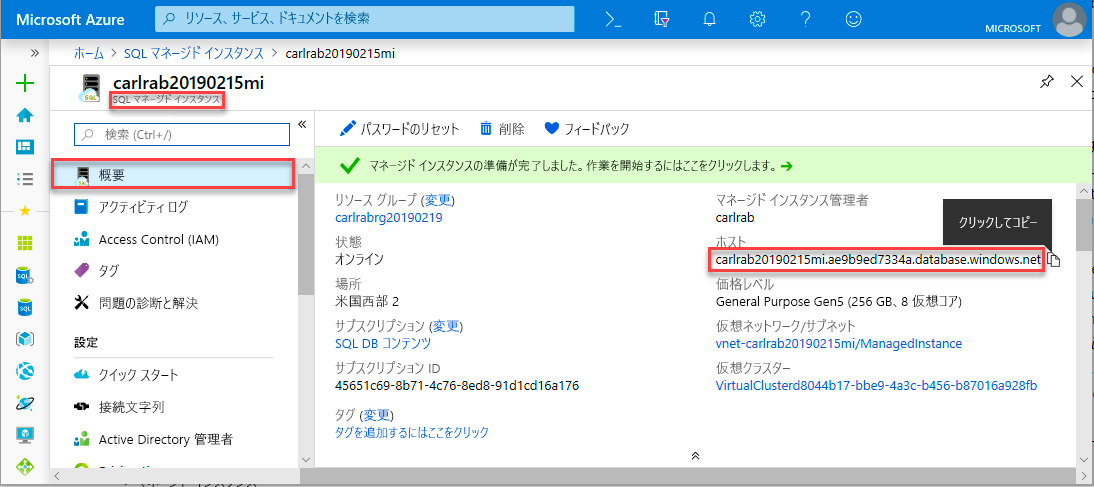 Microsoft Azure
リソース、サービス、ドキュメントを検索
MICROSOFT
ホーム > SQL マネージド インスタンス > carlrab20190215mi
carlrab20190215mi
SQL マネージド インスタンス
検索 (Ctrl+/)
概要
アクティビティ ログ
Access Control (IAM)
タグ
問題の診断と解決
設定
クイック スタート
接続文字列
Active Directory 管理者
パスワードのリセット
削除
フィードバック
マネージド インスタンスの準備が完了しました。作業を開始するにはここをクリックします。
リソース グループ (変更)
carlrabrg20190219
状態
オンライン
場所
米国西部 2
サブスクリプション (変更)
SQL DB コンテンツ
サブスクリプション ID
45651c69-8b71-4c76-8ed8-91d1cd16a176
タグ (変更)
タグを追加するにはここをクリック
マネージド インスタンス管理者
carlrab
クリックしてコピー
ホスト
carlrab20190215mi.ae9b9ed7334a.database.windows.net
価格レベル
General Purpose Gen5 (256 GB、8 仮想コア)
仮想ネットワーク/サブネット
vnet-carlrab20190215mi/ManagedInstance
仮想クラスター
VirtualClusterd8044b17-bbe9-4a3c-b456-b87016a928fb